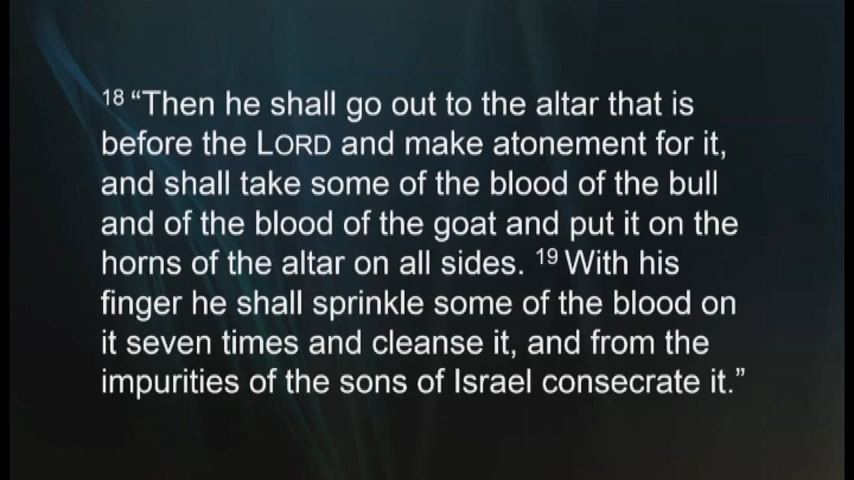 18 “Then he shall go out to the altar that is
before the LORD and make atonement for it,
and shall take some of the blood of the bull
and of the blood of the goat and put it on the
horns of the altar on all sides. 19 With his
finger he shall sprinkle some of the blood on
it seven times and cleanse it, and from the
impurities of the sons of Israel consecrate it.”